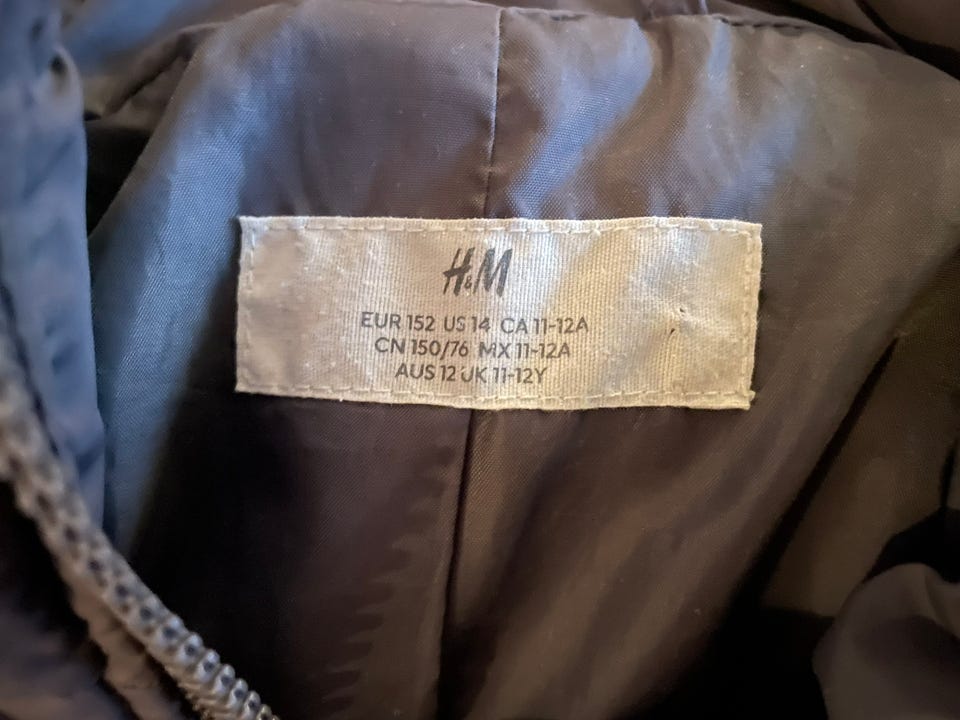 H&M
EUR 152 US 14 CA 11-12A
CN 150/76 MX 11-12A
AUS 12 UK 11-12Y